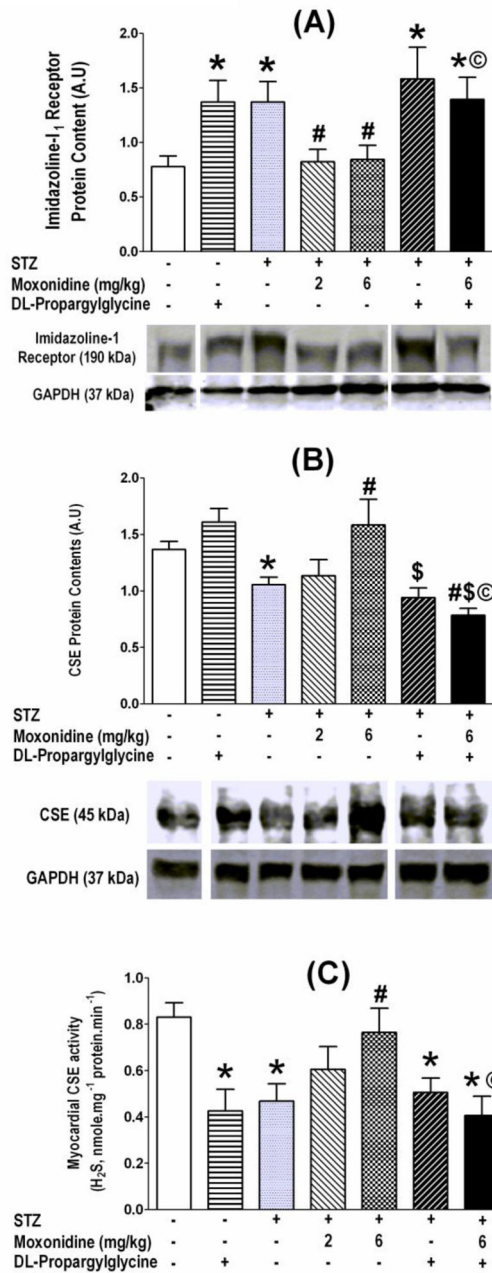 (A)
Imidazoline-I1 Receptor
Protein Content (A.U)
2.0
1.5
1.0
0.5
0.0
* * # # * *©
STZ - - + + + + +
Moxonidine (mg/kg) - - - 2 6 - 6
DL-Propargylglycine - + - - - + +
Imidazoline-1
Receptor (190 kDa)
GAPDH (37 kDa)
(B)
CSE Protein Contents (A.U)
2.0
1.5
1.0
0.5
0.0
* # $ #$©
STZ - - + + + + +
Moxonidine (mg/kg) - - - 2 6 - 6
DL-Propargylglycine - + - - - + +
CSE (45 kDa)
GAPDH (37 kDa)
(C)
Myocardial CSE activity
(H2S, nmole.mg-1 protein.min-1)
1.0
0.8
0.6
0.4
0.2
0.0
* * # * *©
STZ - - + + + + +
Moxonidine (mg/kg) - - - 2 6 - 6
DL-Propargylglycine - + - - - + +